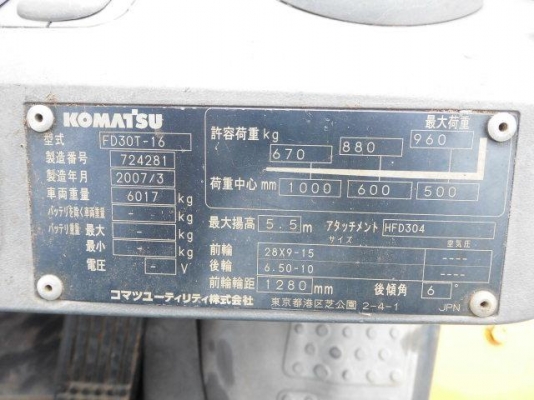 KOMATSU
型式 FD30T-16
製造番号 724281
製造年月 2007/3
車両重量 6017 kg
バッテリを除く車両重量 - kg
バッテリ重量 最大 - kg
最小 - kg
電圧 - V
許容荷重 kg 670 880 960 最大荷重
荷重中心 mm 1000 600 500
最大揚高 5.5 m アタッチメント HFD304
サイズ 空気圧
前輪 28X9-15 ----
後輪 6.50-10 ----
前輪輪距 1280 mm 後傾角 6°
コマツユーティリティ株式会社 東京都港区芝公園 2-4-1 JPN